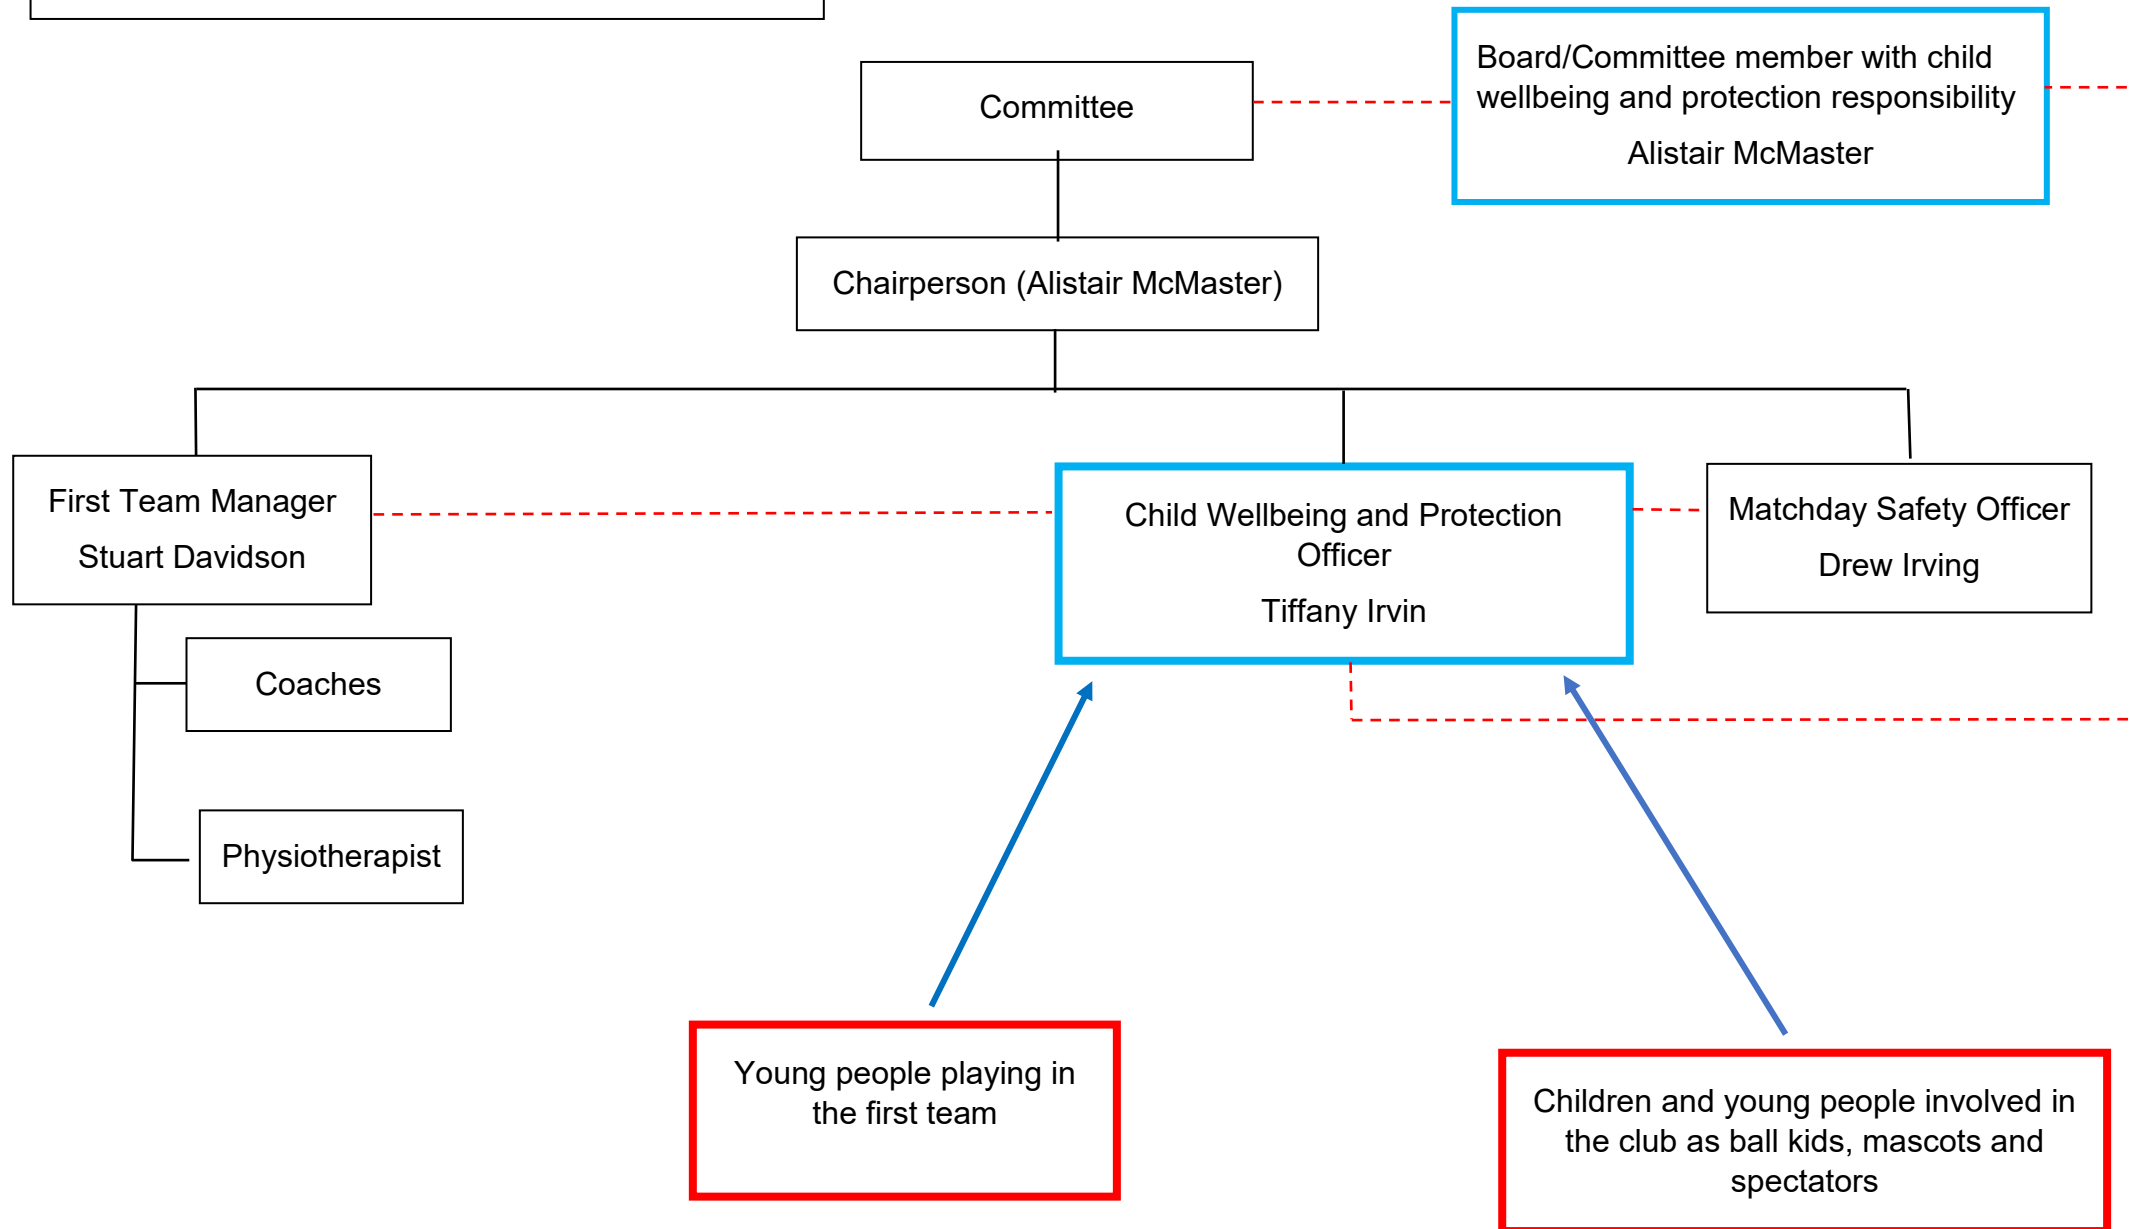 Board/Committee member with child
wellbeing and protection responsibility
Alistair McMaster
Committee
Chairperson (Alistair McMaster)
First Team Manager
Stuart Davidson
Child Wellbeing and Protection
Officer
Tiffany Irvin
Matchday Safety Officer
Drew Irving
Coaches
Physiotherapist
Young people playing in
the first team
Children and young people involved in
the club as ball kids, mascots and
spectators